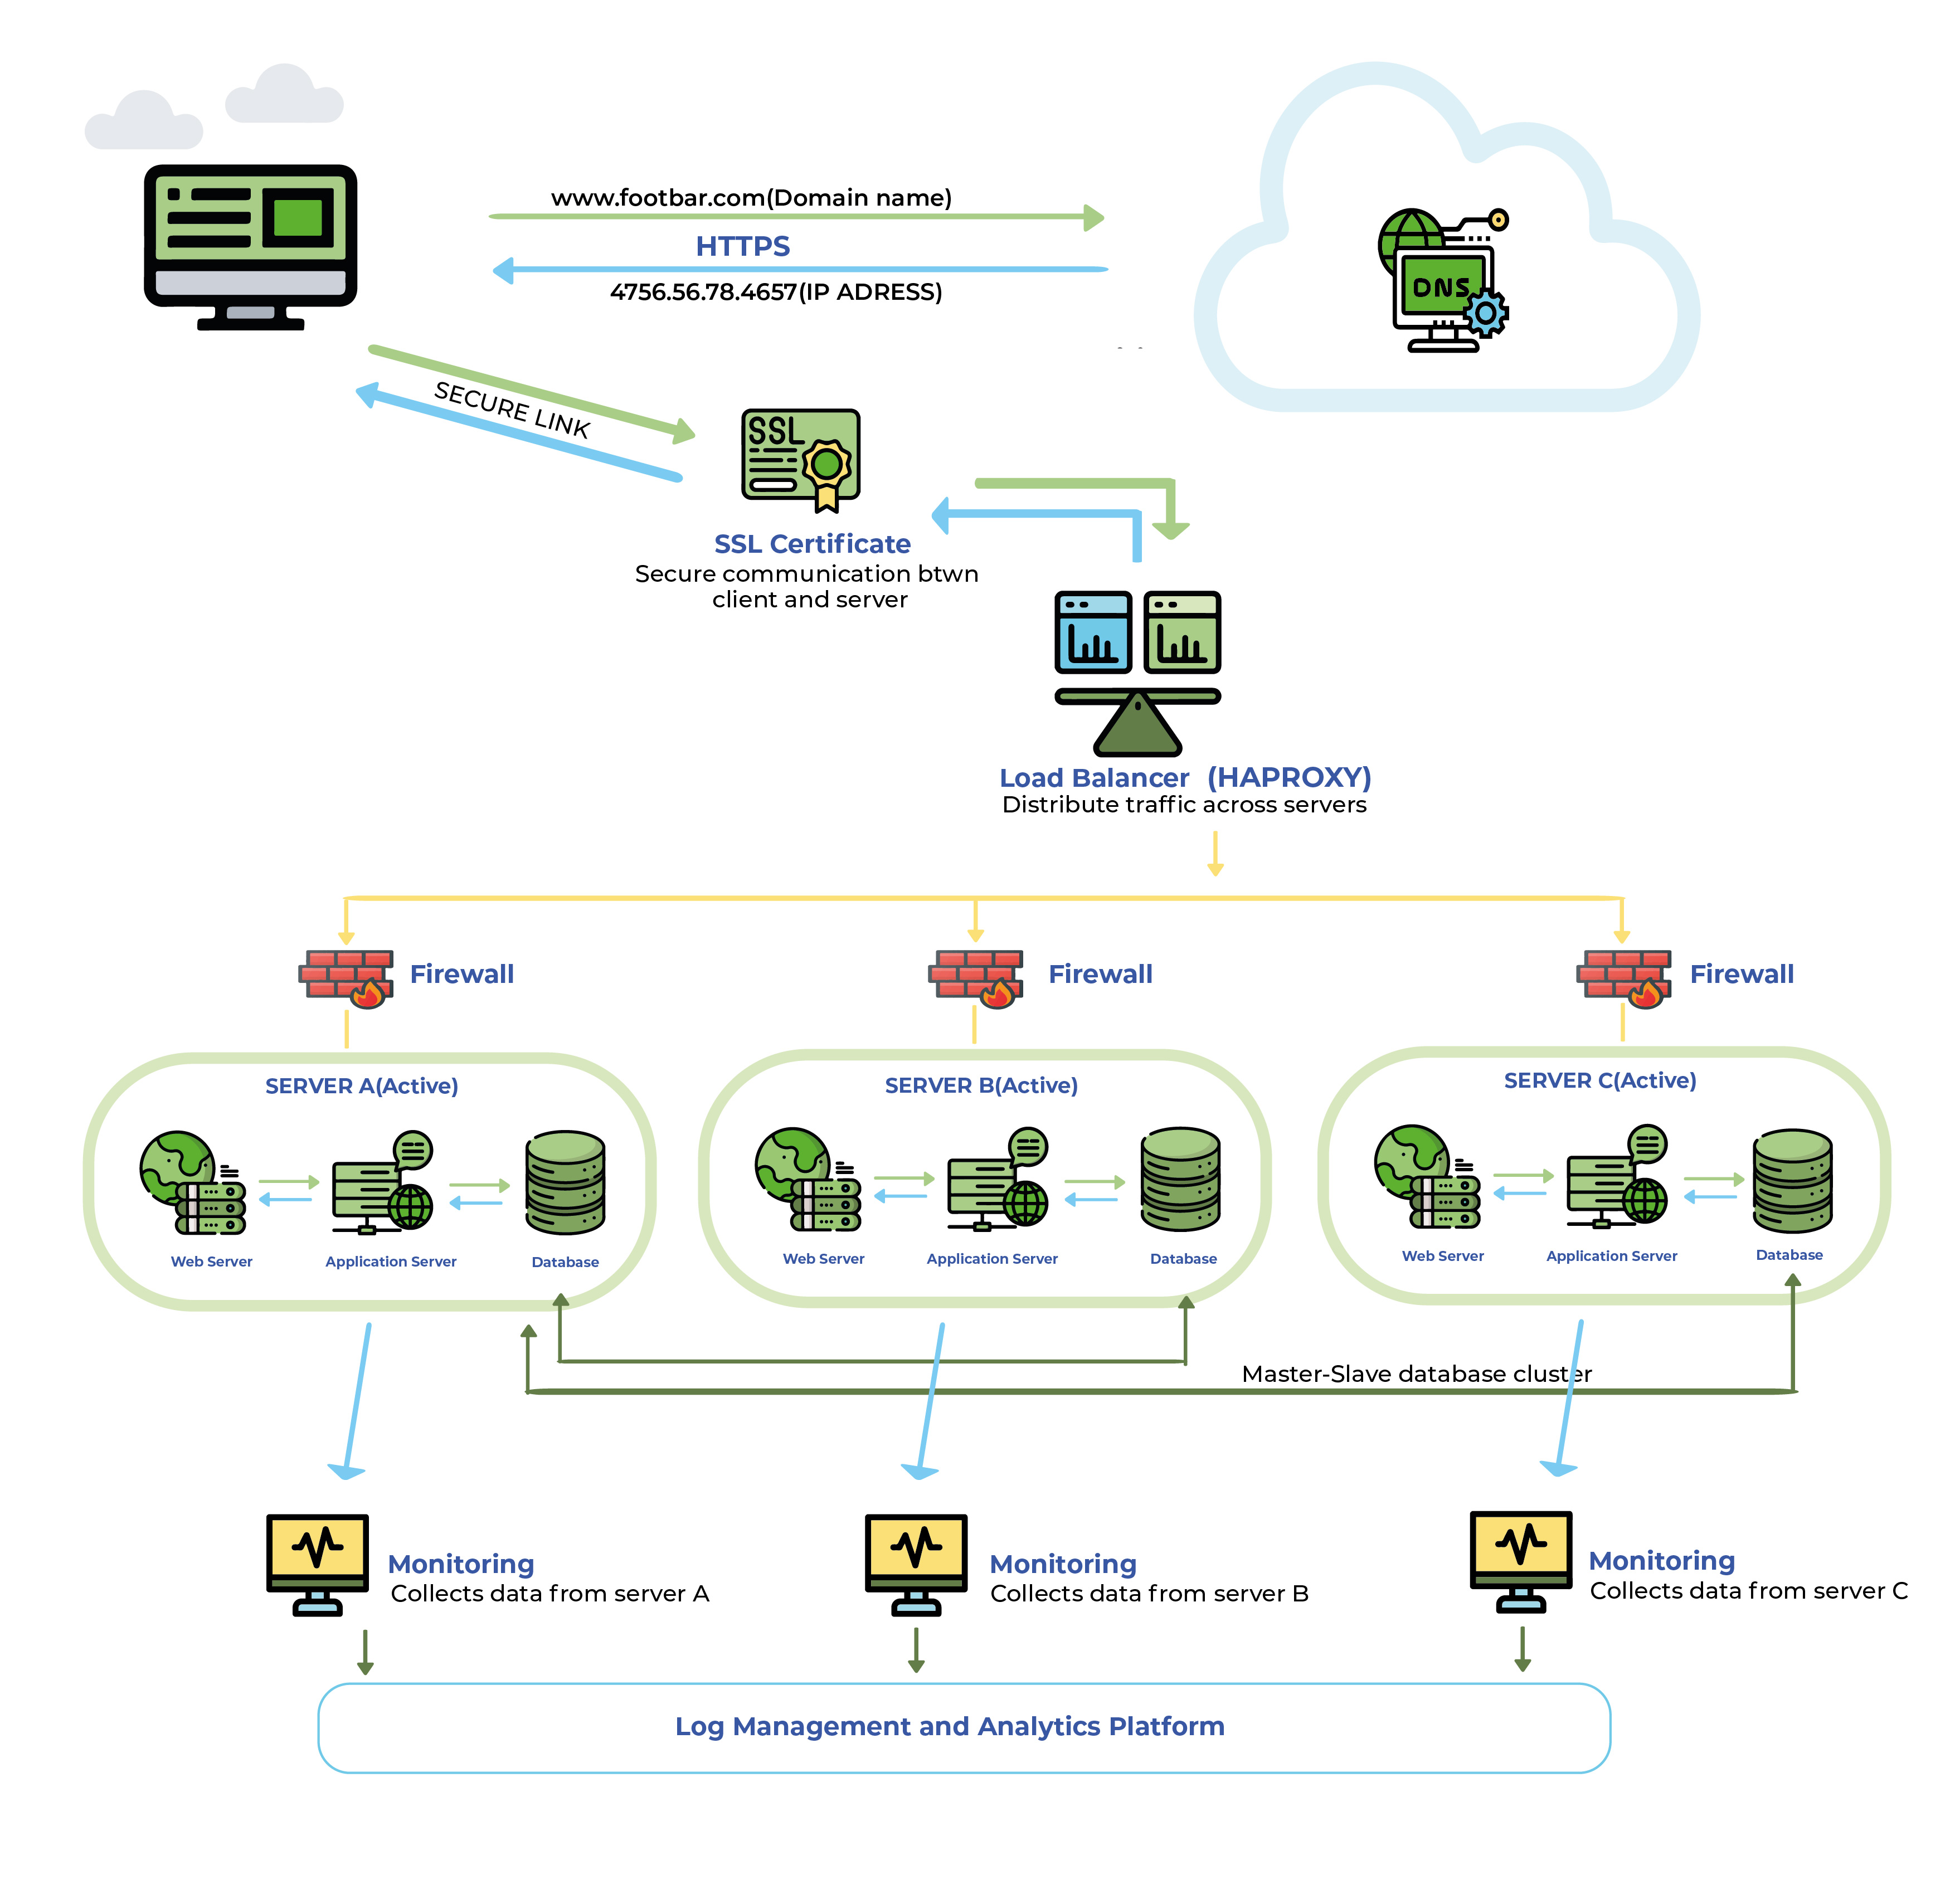 www.footbar.com(Domain name)
HTTPS
4756.56.78.4657(IP ADRESS)
DNS
SECURE LINK
SSL
SSL Certificate
Secure communication btwn
client and server
Load Balancer (HAPROXY)
Distribute traffic across servers
Firewall
Firewall
Firewall
SERVER A(Active)
SERVER B(Active)
SERVER C(Active)
Web Server
Application Server
Database
Web Server
Application Server
Database
Web Server
Application Server
Database
Master-Slave database cluster
Monitoring
Collects data from server A
Monitoring
Collects data from server B
Monitoring
Collects data from server C
Log Management and Analytics Platform